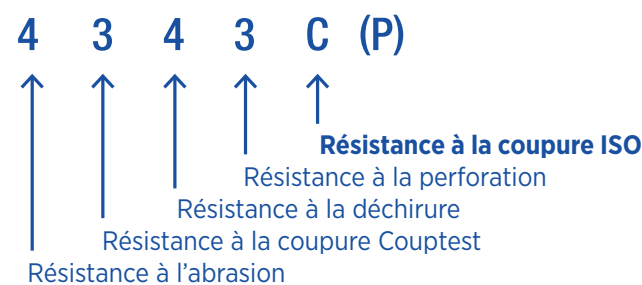 4 3 4 3 C (P)
Résistance à la coupure ISO
Résistance à la perforation
Résistance à la déchirure
Résistance à la coupure Couptest
Résistance à l’abrasion